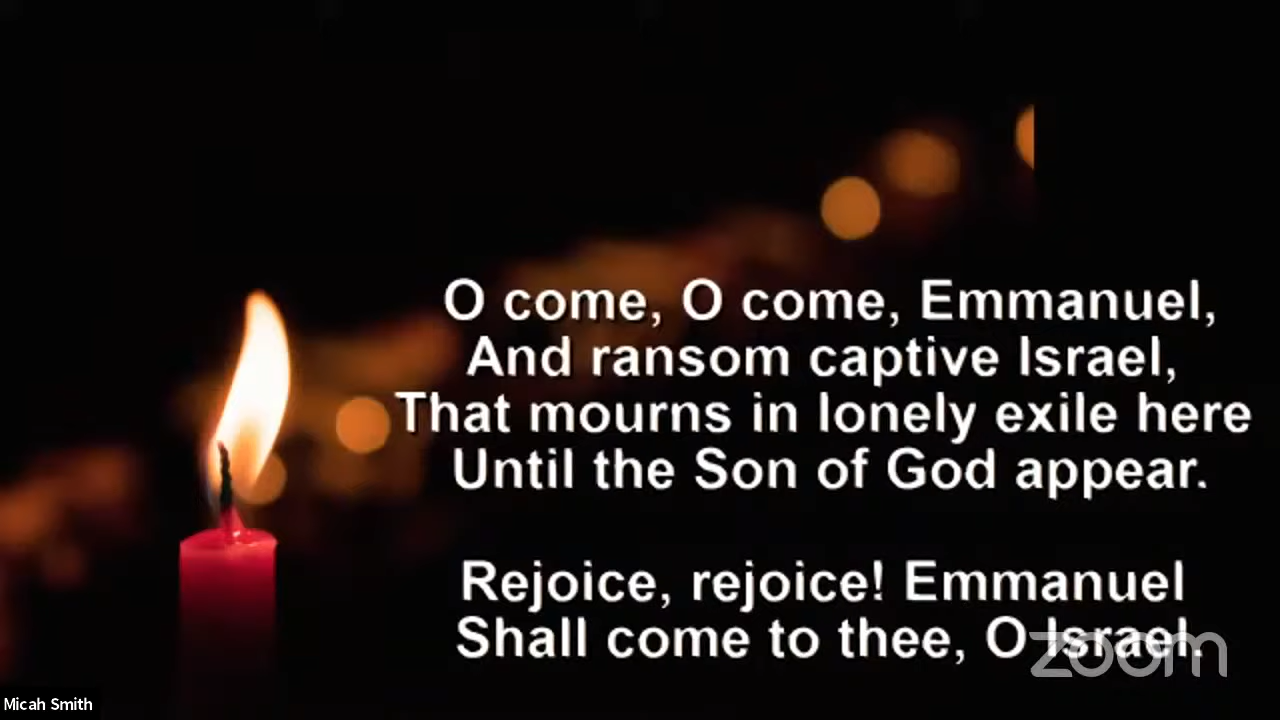 O come, O come, Emmanuel,
And ransom captive Israel,
That mourns in lonely exile here
Until the Son of God appear.
Rejoice, rejoice! Emmanuel
Shall come to thee, O Israel.
zoom
Micah Smith